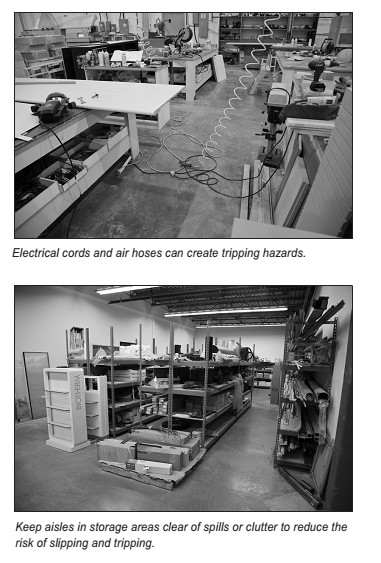 Electrical cords and air hoses can create tripping hazards.
BIOTHERM
Keep aisles in storage areas clear of spills or clutter to reduce the
risk of slipping and tripping.